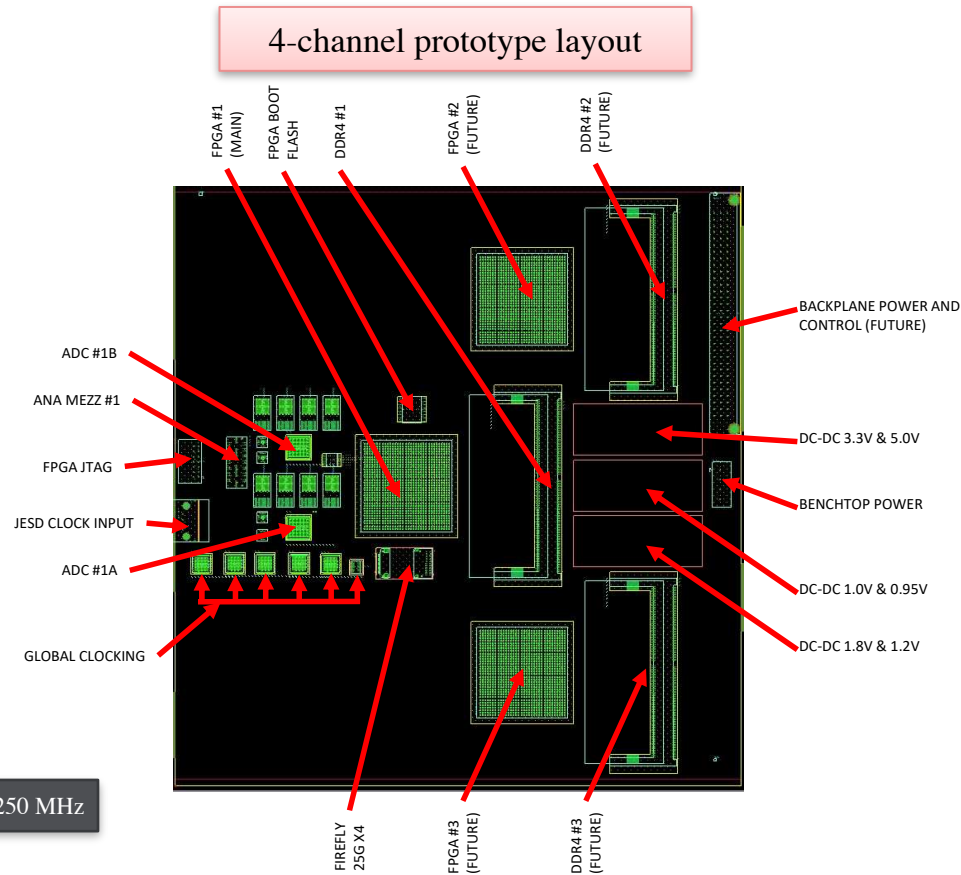 4-channel prototype layout
FPGA #1
(MAIN)
FPGA BOOT
FLASH
DDR4 #1
FPGA #2
(FUTURE)
DDR4 #2
(FUTURE)
BACKPLANE POWER AND
CONTROL (FUTURE)
ADC #1B
ANA MEZZ #1
FPGA JTAG
JESD CLOCK INPUT
ADC #1A
GLOBAL CLOCKING
DC-DC 3.3V & 5.0V
BENCHTOP POWER
DC-DC 1.0V & 0.95V
DC-DC 1.8V & 1.2V
250 MHz
FIREFLY
25G X4
FPGA #3
(FUTURE)
DDR4 #3
(FUTURE)